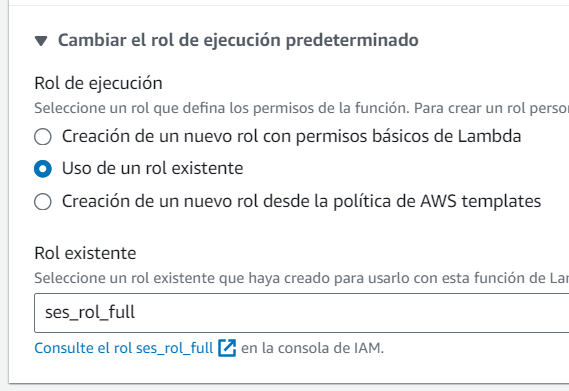 Cambiar el rol de ejecución predeterminado
Rol de ejecución
Seleccione un rol que defina los permisos de la función. Para crear un rol
Creación de un nuevo rol con permisos básicos de Lambda
Uso de un rol existente
Creación de un nuevo rol desde la política de AWS templates
Rol existente
Seleccione un rol existente que haya creado para usarlo con esta función de
ses_rol_full
Consulte el rol ses_rol_full en la consola de IAM.